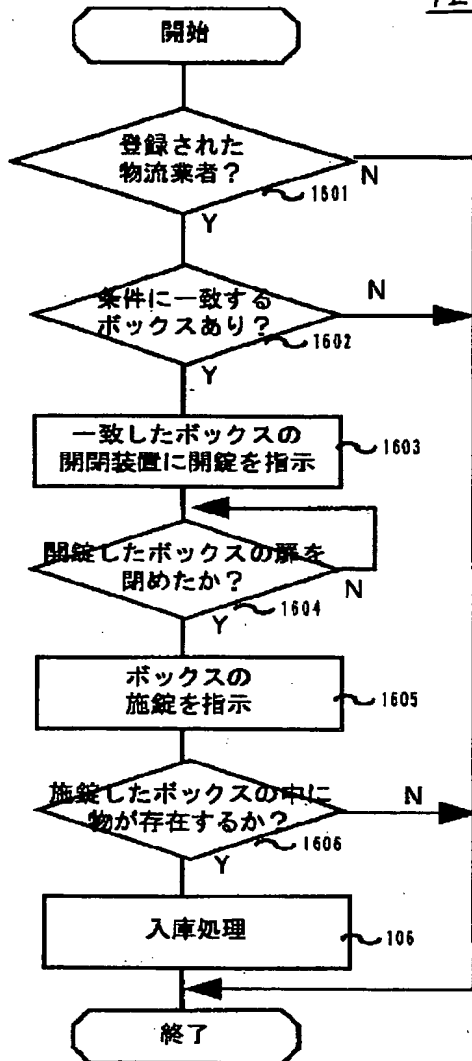 開始
登録された
物流業者？
N
1601
Y
条件に一致する
ボックスあり？
N
1602
Y
一致したボックスの
開閉装置に開錠を指示
1603
開錠したボックスの扉を
閉めたか？
N
1604
Y
ボックスの
施錠を指示
1605
施錠したボックスの中に
物が存在するか？
N
1606
Y
入庫処理
106
終了